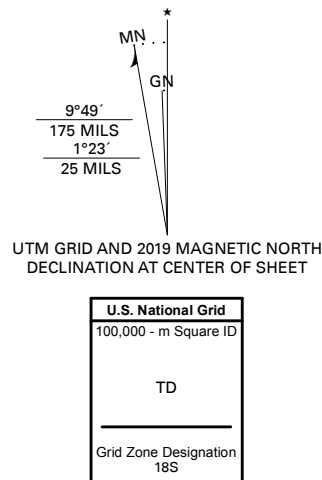 ★
MN
GN
9°49´
175 MILS
1°23´
25 MILS
UTM GRID AND 2019 MAGNETIC NORTH
DECLINATION AT CENTER OF SHEET
U.S. National Grid
100,000 - m Square ID
TD
Grid Zone Designation
18S